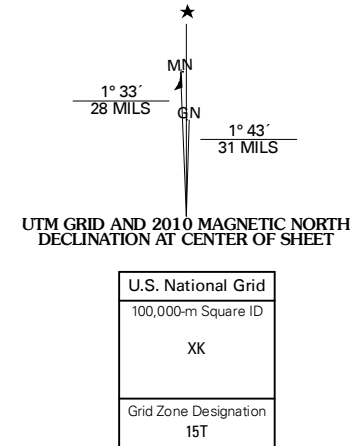 MN
1° 33´
28 MILS
GN
1° 43´
31 MILS
UTM GRID AND 2010 MAGNETIC NORTH
DECLINATION AT CENTER OF SHEET
U.S. National Grid
100,000-m Square ID
XK
Grid Zone Designation
15T